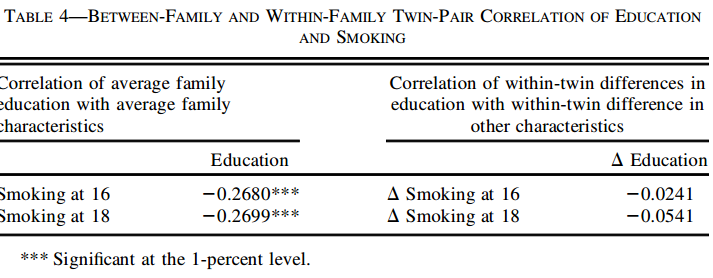 TABLE 4—BETWEEN-FAMILY AND WITHIN-FAMILY TWIN-PAIR CORRELATION OF EDUCATION
AND SMOKING
Correlation of average family
education with average family
characteristics
Correlation of within-twin differences in
education with within-twin difference in
other characteristics
Education
Δ Education
Smoking at 16 −0.2680*** Δ Smoking at 16 −0.0241
Smoking at 18 −0.2699*** Δ Smoking at 18 −0.0541
*** Significant at the 1-percent level.